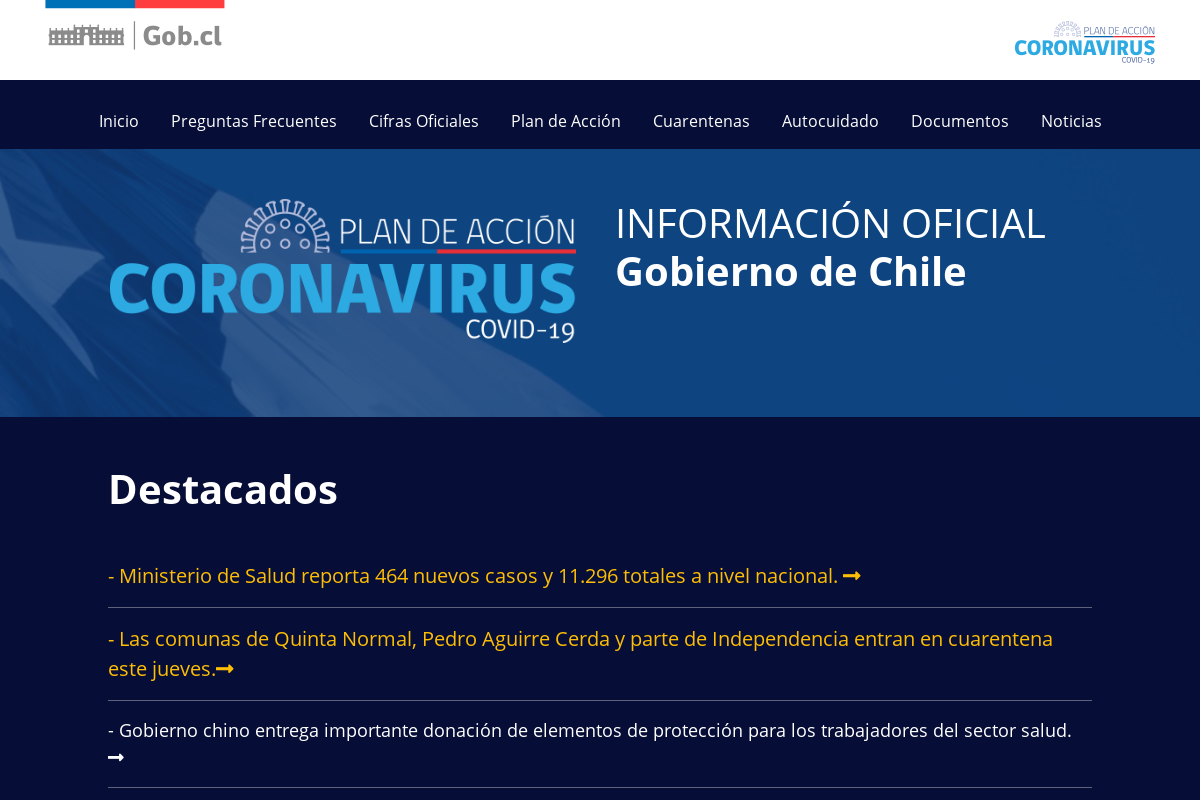 Gob.cl
PLAN DE ACCIÓN
CORONAVIRUS
COVID-19
Inicio Preguntas Frecuentes Cifras Oficiales Plan de Acción Cuarentenas Autocuidado Documentos Noticias
PLAN DE ACCIÓN
CORONAVIRUS
COVID-19
INFORMACIÓN OFICIAL
Gobierno de Chile
Destacados
- Ministerio de Salud reporta 464 nuevos casos y 11.296 totales a nivel nacional.
- Las comunas de Quinta Normal, Pedro Aguirre Cerda y parte de Independencia entran en cuarentena
este jueves.
- Gobierno chino entrega importante donación de elementos de protección para los trabajadores del sector salud.